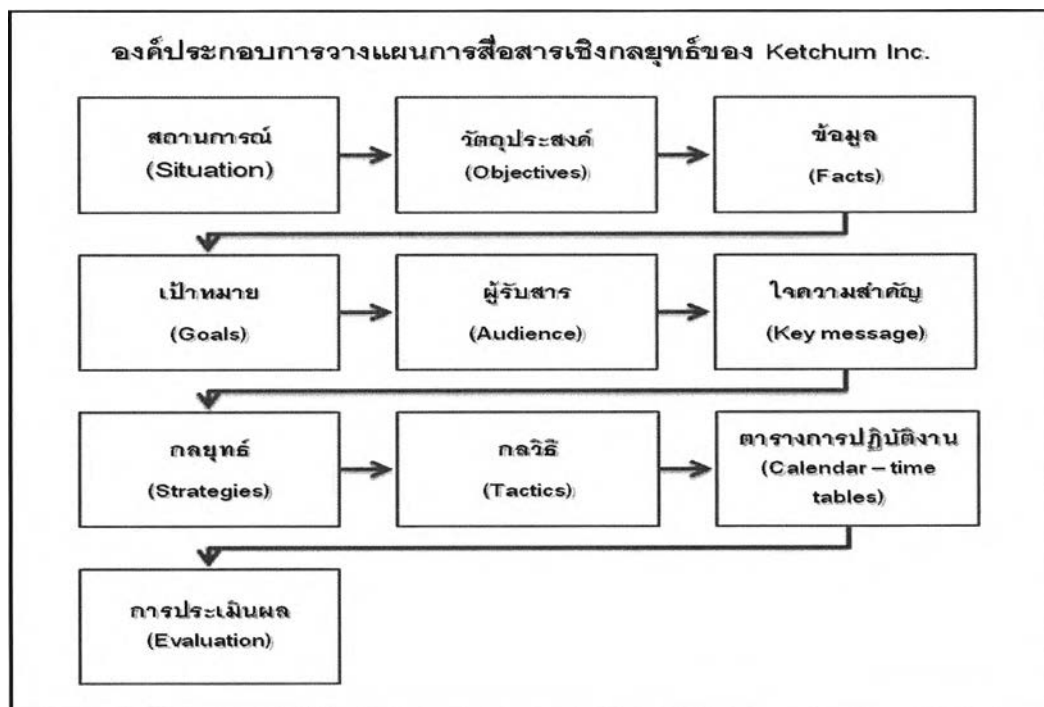 องค์ประกอบการวางแผนการสื่อสารเชิงกลยุทธ์ของ Ketchum Inc.
สถานการณ์
(Situation)
วัตถุประสงค์
(Objectives)
ข้อมูล
(Facts)
เป้าหมาย
(Goals)
ผู้รับสาร
(Audience)
ใจความสำคัญ
(Key message)
กลยุทธ์
(Strategies)
กลวิธี
(Tactics)
ตารางการปฏิบัติงาน
(Calendar – time
tables)
การประเมินผล
(Evaluation)